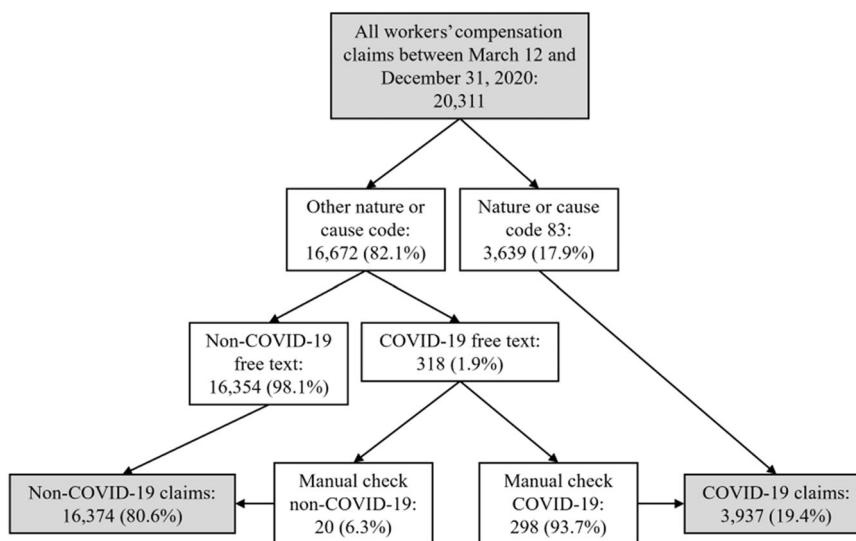 All workers' compensation
claims between March 12 and
December 31, 2020:
20,311
Other nature or
cause code:
16,672 (82.1%)
Nature or cause
code 83:
3,639 (17.9%)
Non-COVID-19
free text:
16,354 (98.1%)
COVID-19 free text:
318 (1.9%)
Non-COVID-19 claims:
16,374 (80.6%)
Manual check
non-COVID-19:
20 (6.3%)
Manual check
COVID-19:
298 (93.7%)
COVID-19 claims:
3,937 (19.4%)